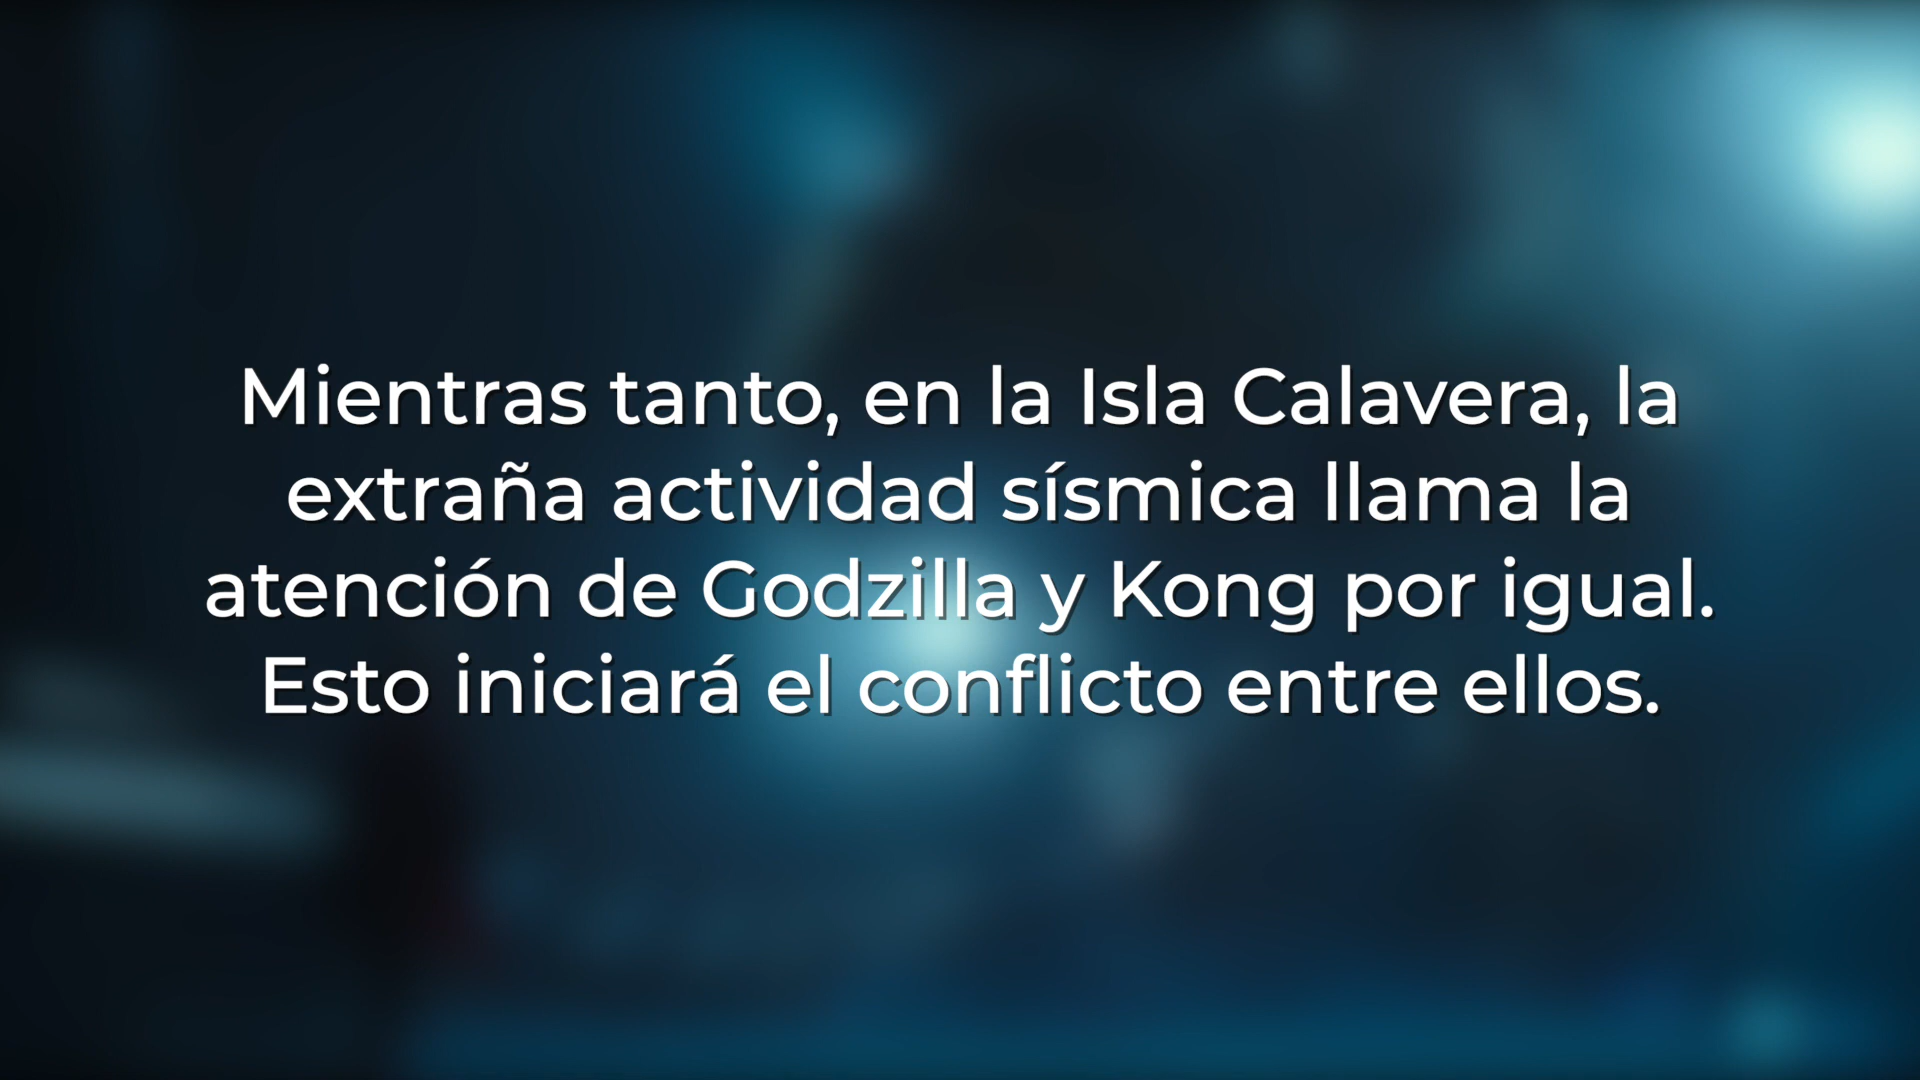 Mientras tanto, en la Isla Calavera, la
extraña actividad sísmica llama la
atención de Godzilla y Kong por igual.
Esto iniciará el conflicto entre ellos.